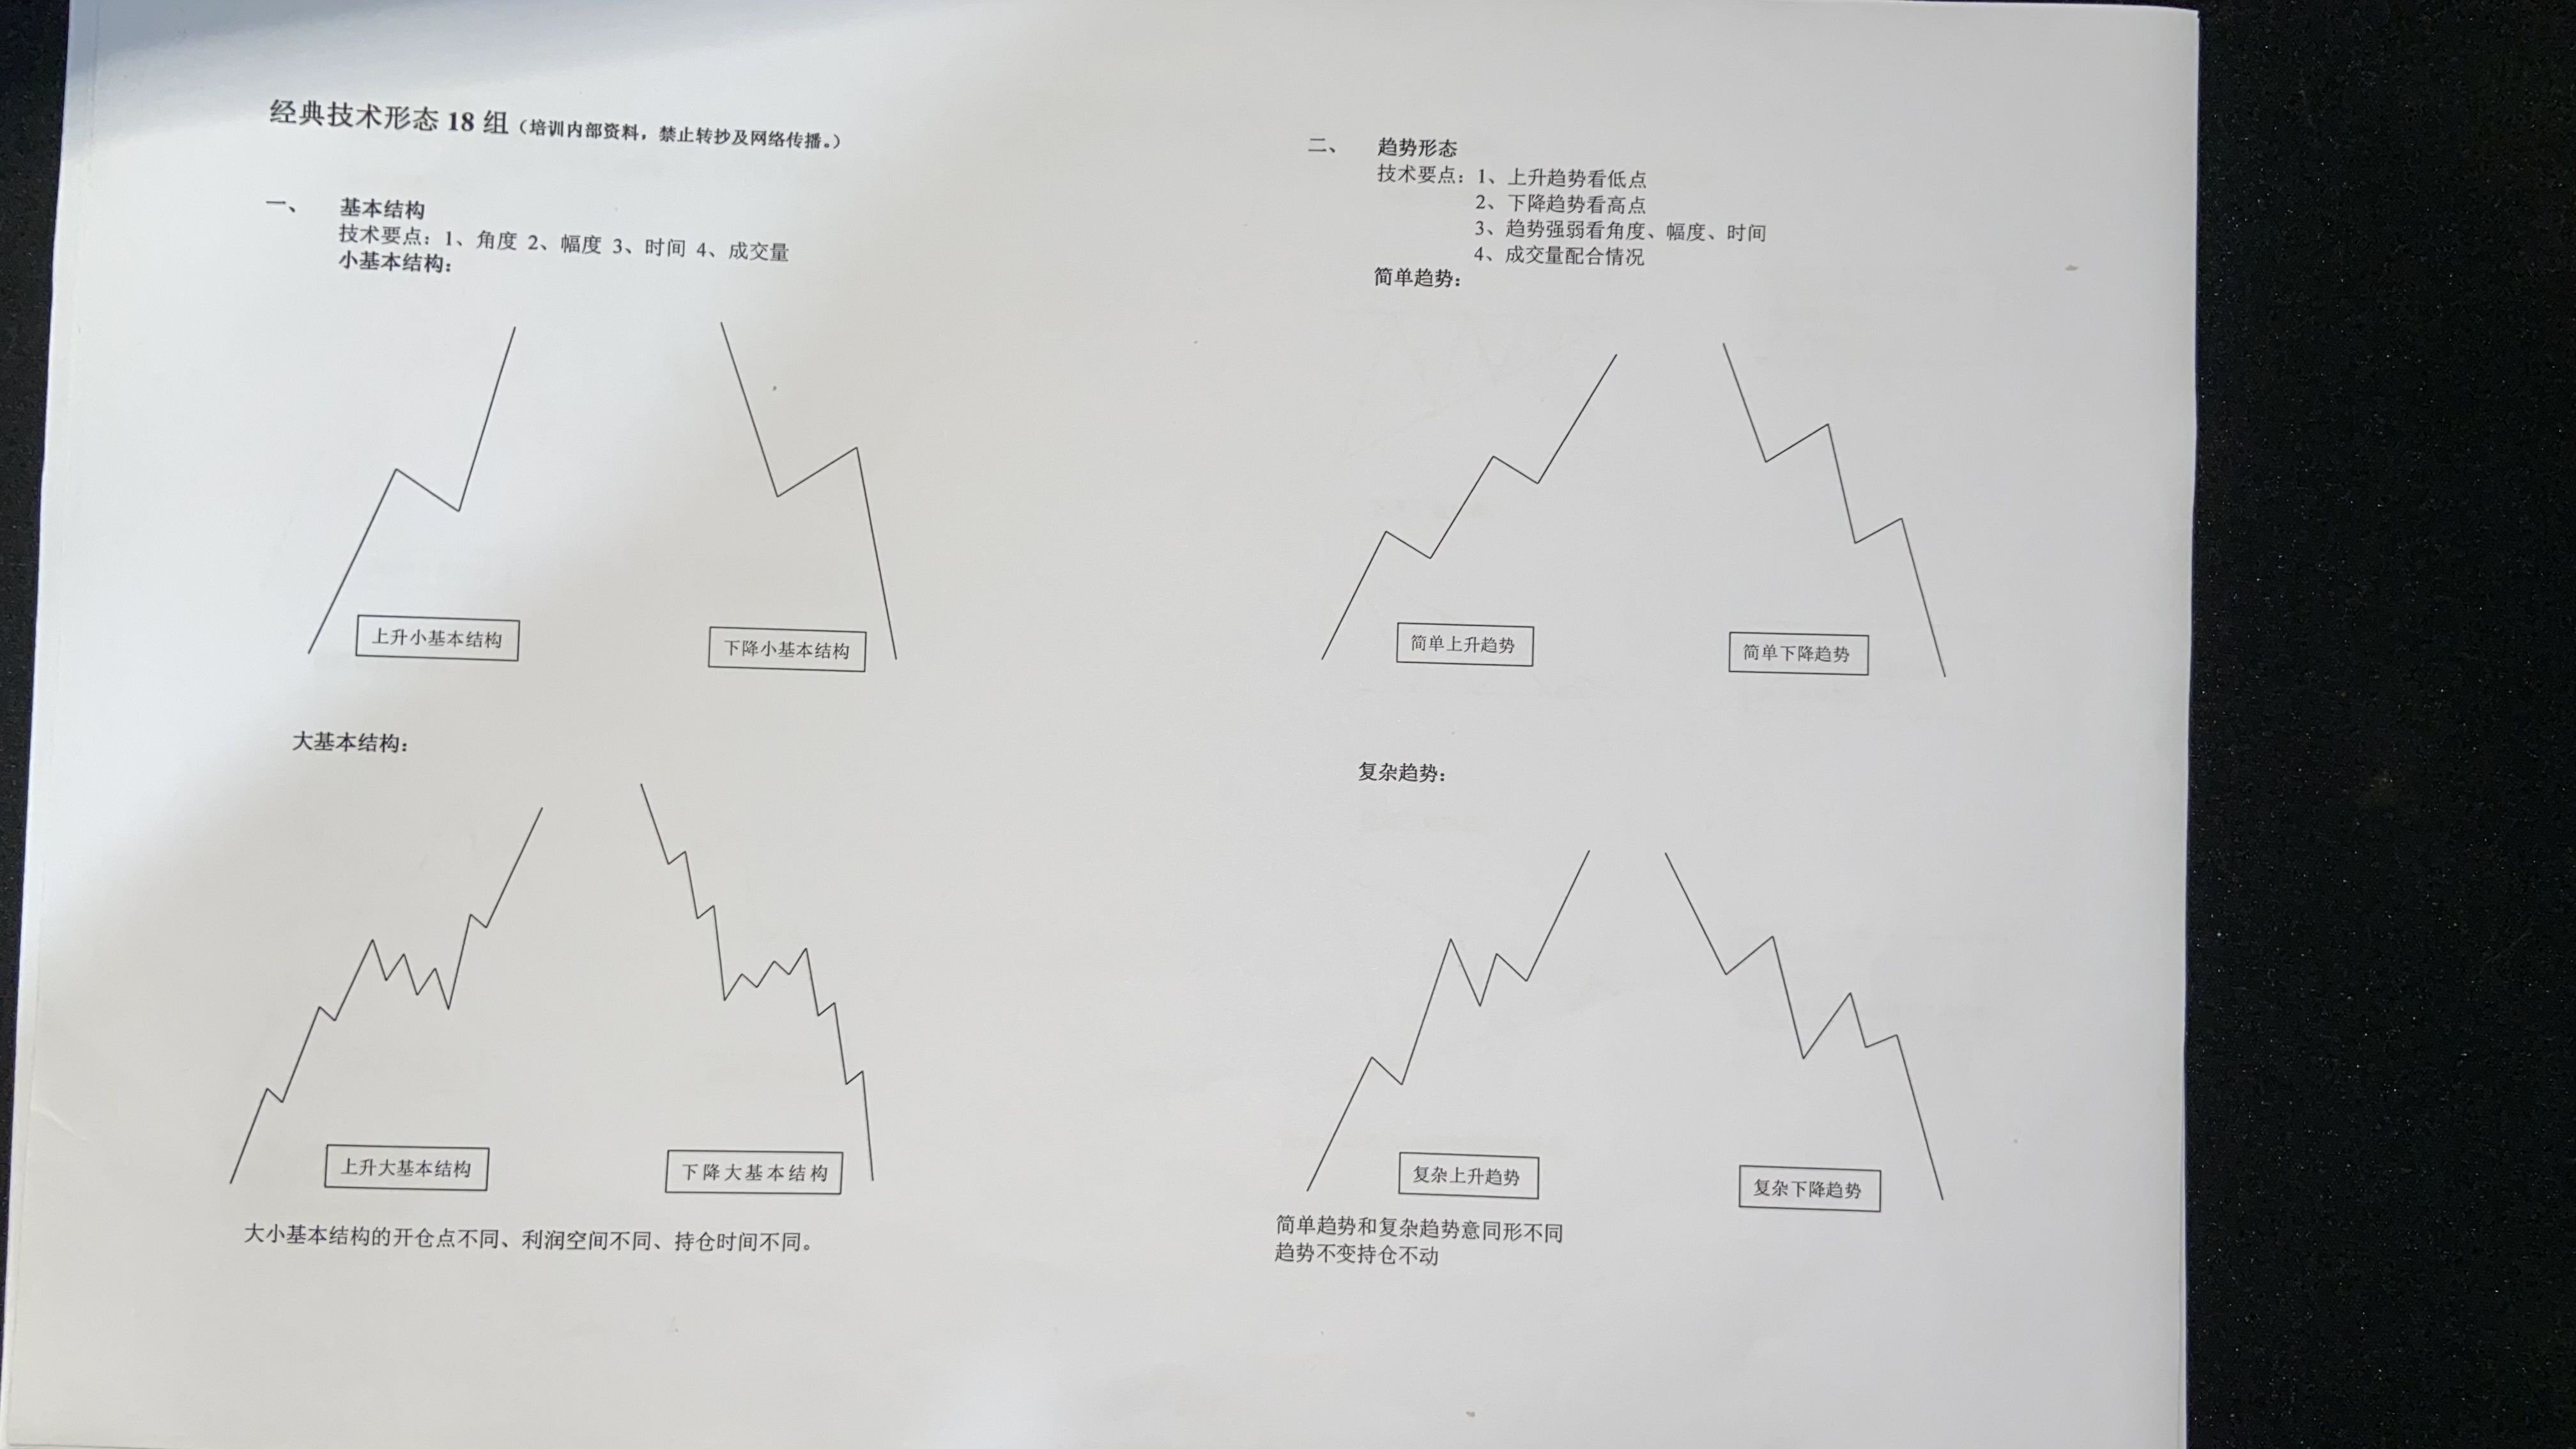 经典技术形态 18 组（培训内部资料，禁止转抄及网络传播。）
一、 基本结构
技术要点：1、角度 2、幅度 3、时间 4、成交量
小基本结构：
上升小基本结构
下降小基本结构
大基本结构：
上升大基本结构
下降大基本结构
大小基本结构的开仓点不同、利润空间不同、持仓时间不同。
二、 趋势形态
技术要点：1、上升趋势看低点
2、下降趋势看高点
3、趋势强弱看角度、幅度、时间
4、成交量配合情况
简单趋势：
简单上升趋势
简单下降趋势
复杂趋势：
复杂上升趋势
复杂下降趋势
简单趋势和复杂趋势意同形不同
趋势不变持仓不动